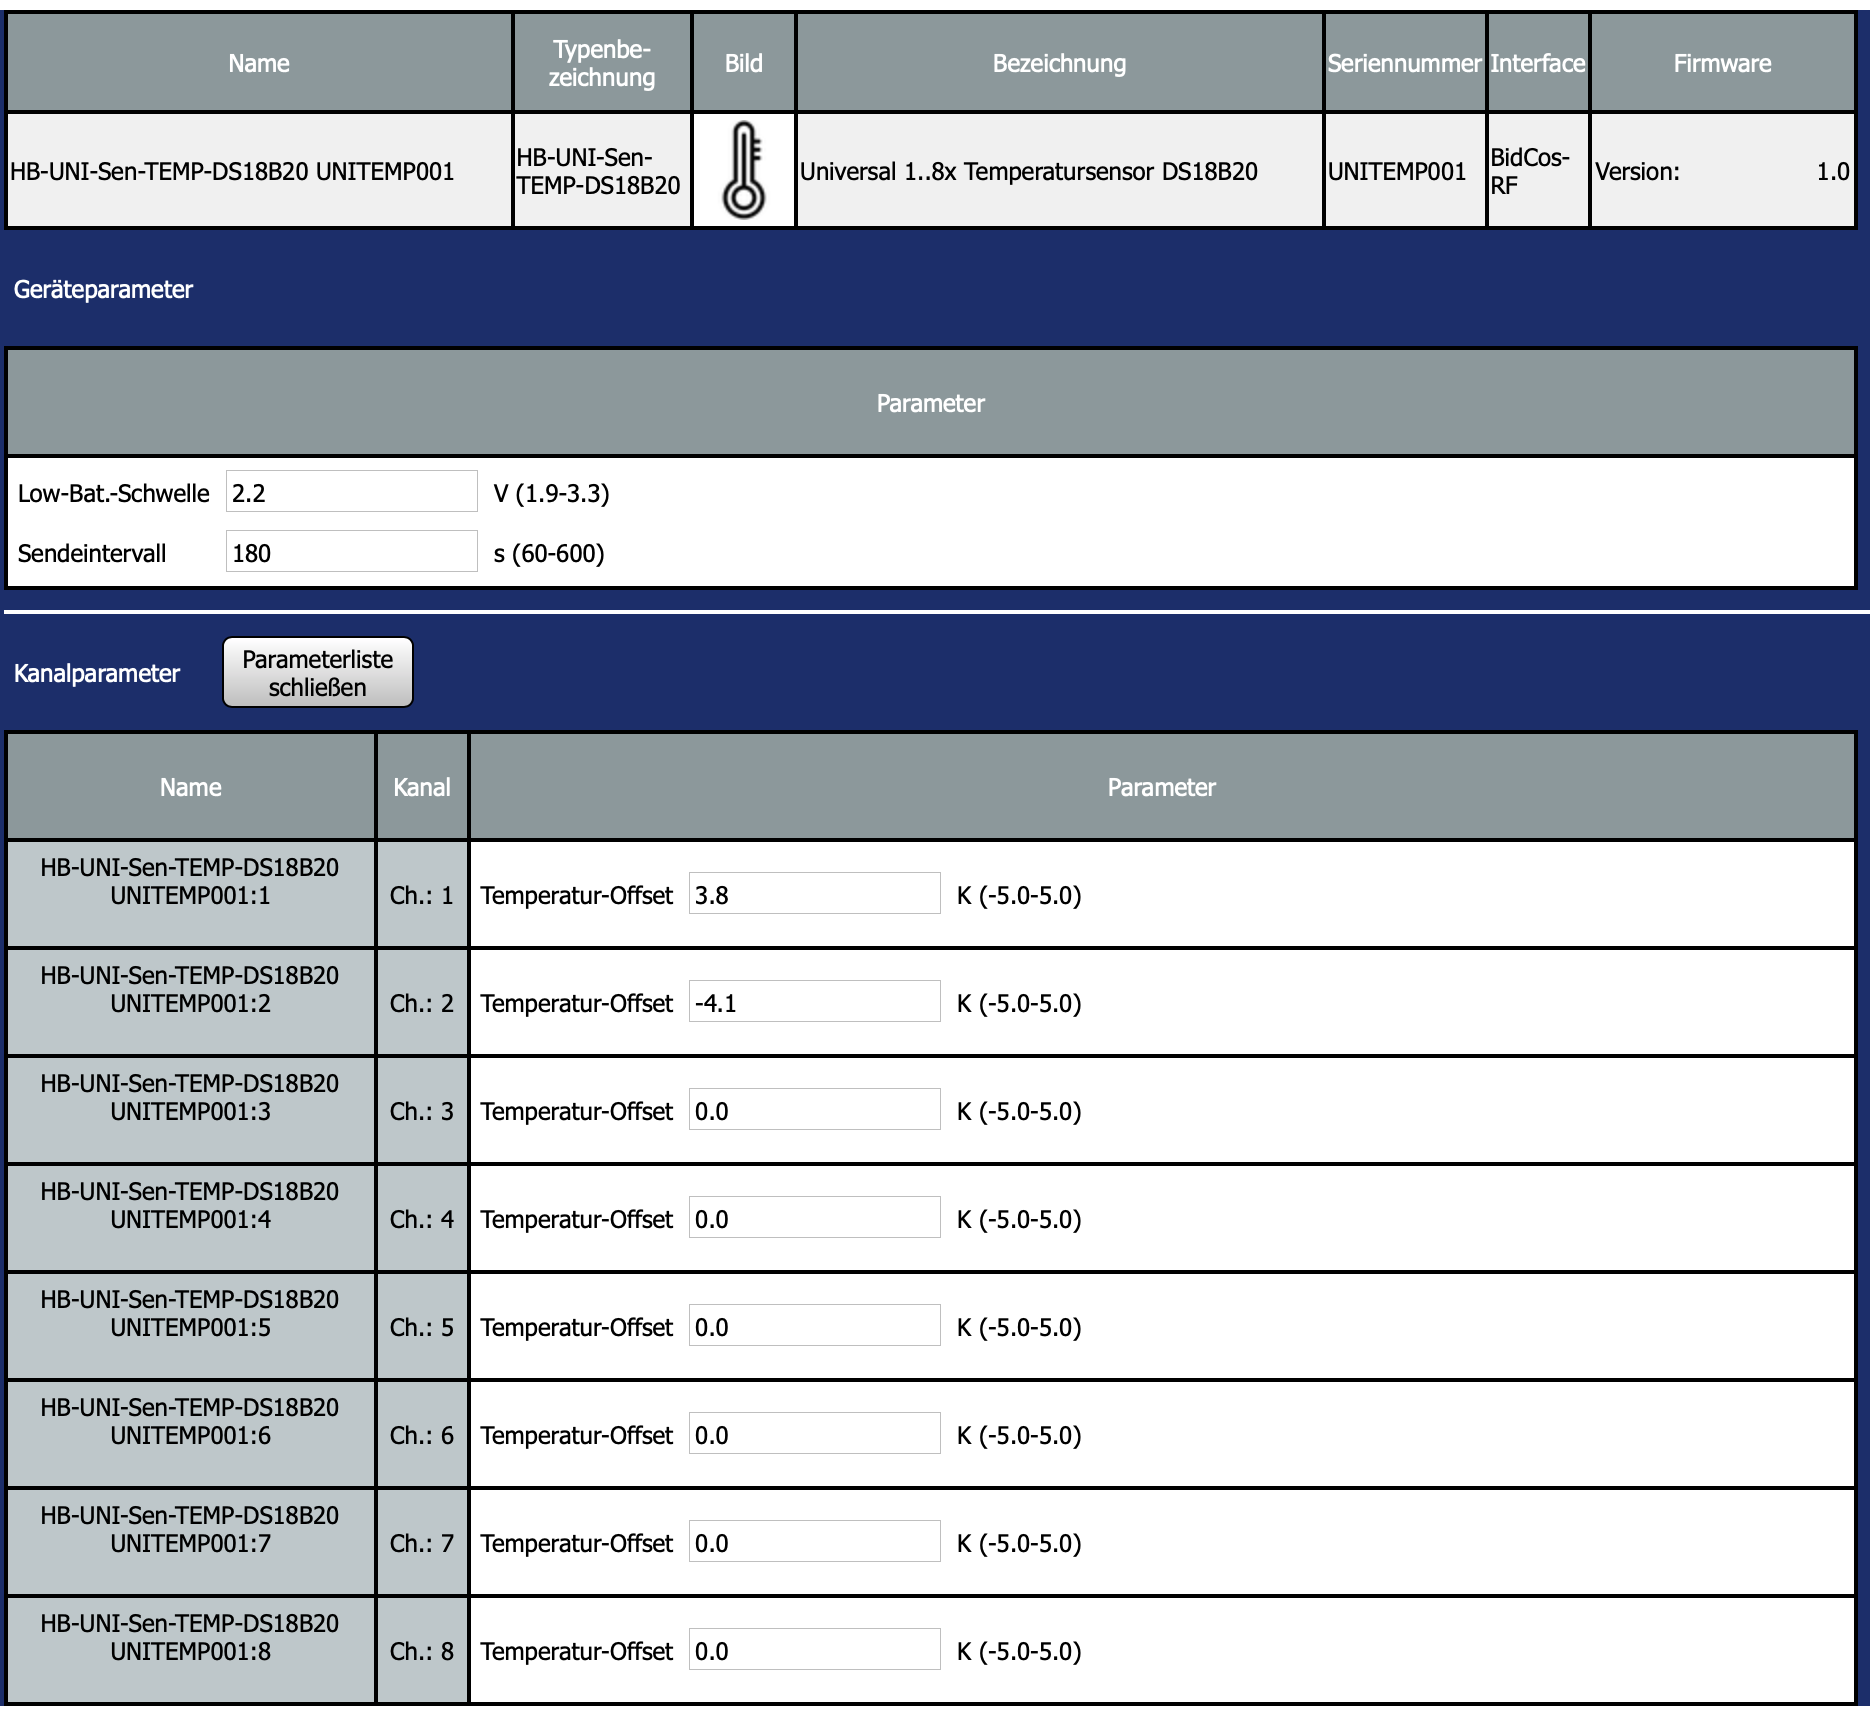 Name
Typenbe-
zeichnung
Bild
Bezeichnung
Seriennummer
Interface
Firmware
HB-UNI-Sen-TEMP-DS18B20 UNITEMP001
HB-UNI-Sen-
TEMP-DS18B20
Universal 1..8x Temperatursensor DS18B20
UNITEMP001
BidCos-
RF
Version: 1.0
Geräteparameter
Parameter
Low-Bat.-Schwelle 2.2 V (1.9-3.3)
Sendeintervall 180 s (60-600)
Kanalparameter
Parameterliste
schließen
Name
Kanal
Parameter
HB-UNI-Sen-TEMP-DS18B20
UNITEMP001:1
Ch.: 1
Temperatur-Offset 3.8 K (-5.0-5.0)
HB-UNI-Sen-TEMP-DS18B20
UNITEMP001:2
Ch.: 2
Temperatur-Offset -4.1 K (-5.0-5.0)
HB-UNI-Sen-TEMP-DS18B20
UNITEMP001:3
Ch.: 3
Temperatur-Offset 0.0 K (-5.0-5.0)
HB-UNI-Sen-TEMP-DS18B20
UNITEMP001:4
Ch.: 4
Temperatur-Offset 0.0 K (-5.0-5.0)
HB-UNI-Sen-TEMP-DS18B20
UNITEMP001:5
Ch.: 5
Temperatur-Offset 0.0 K (-5.0-5.0)
HB-UNI-Sen-TEMP-DS18B20
UNITEMP001:6
Ch.: 6
Temperatur-Offset 0.0 K (-5.0-5.0)
HB-UNI-Sen-TEMP-DS18B20
UNITEMP001:7
Ch.: 7
Temperatur-Offset 0.0 K (-5.0-5.0)
HB-UNI-Sen-TEMP-DS18B20
UNITEMP001:8
Ch.: 8
Temperatur-Offset 0.0 K (-5.0-5.0)